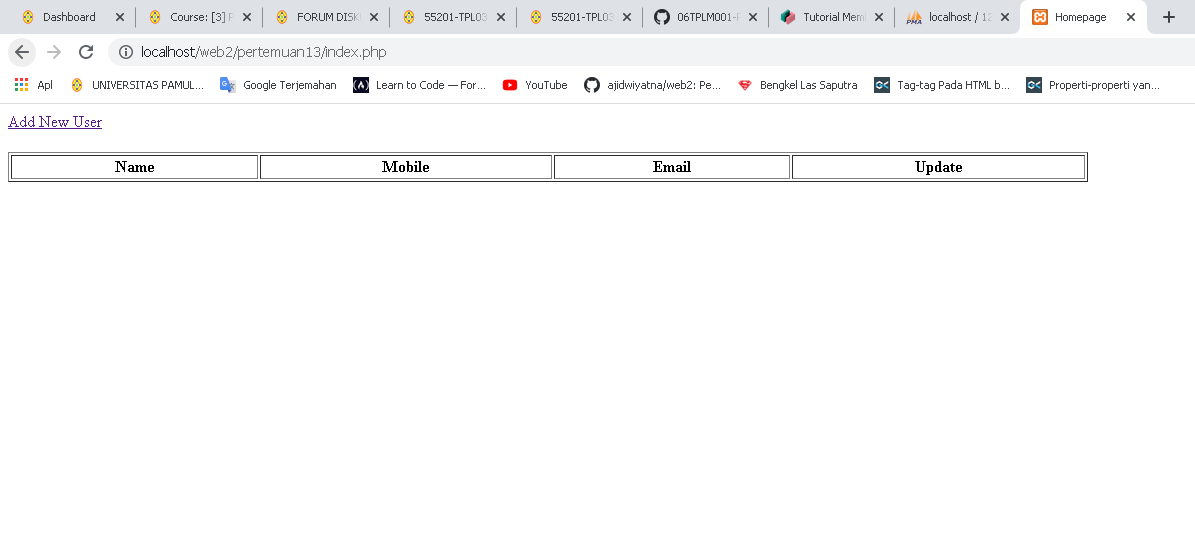 Dashboard Course: [3] P FORUM DISKU 55201-TPL03 55201-TPL03 06TPLM001-P Tutorial Mem localhost / 12 Homepage
localhost/web2/pertemuan13/index.php
Apl UNIVERSITAS PAMUL... Google Terjemahan Learn to Code — For... YouTube ajidwiyatna/web2: Pe... Bengkel Las Saputra Tag-tag Pada HTML b... Properti-properti yan...
Add New User
Name Mobile Email Update